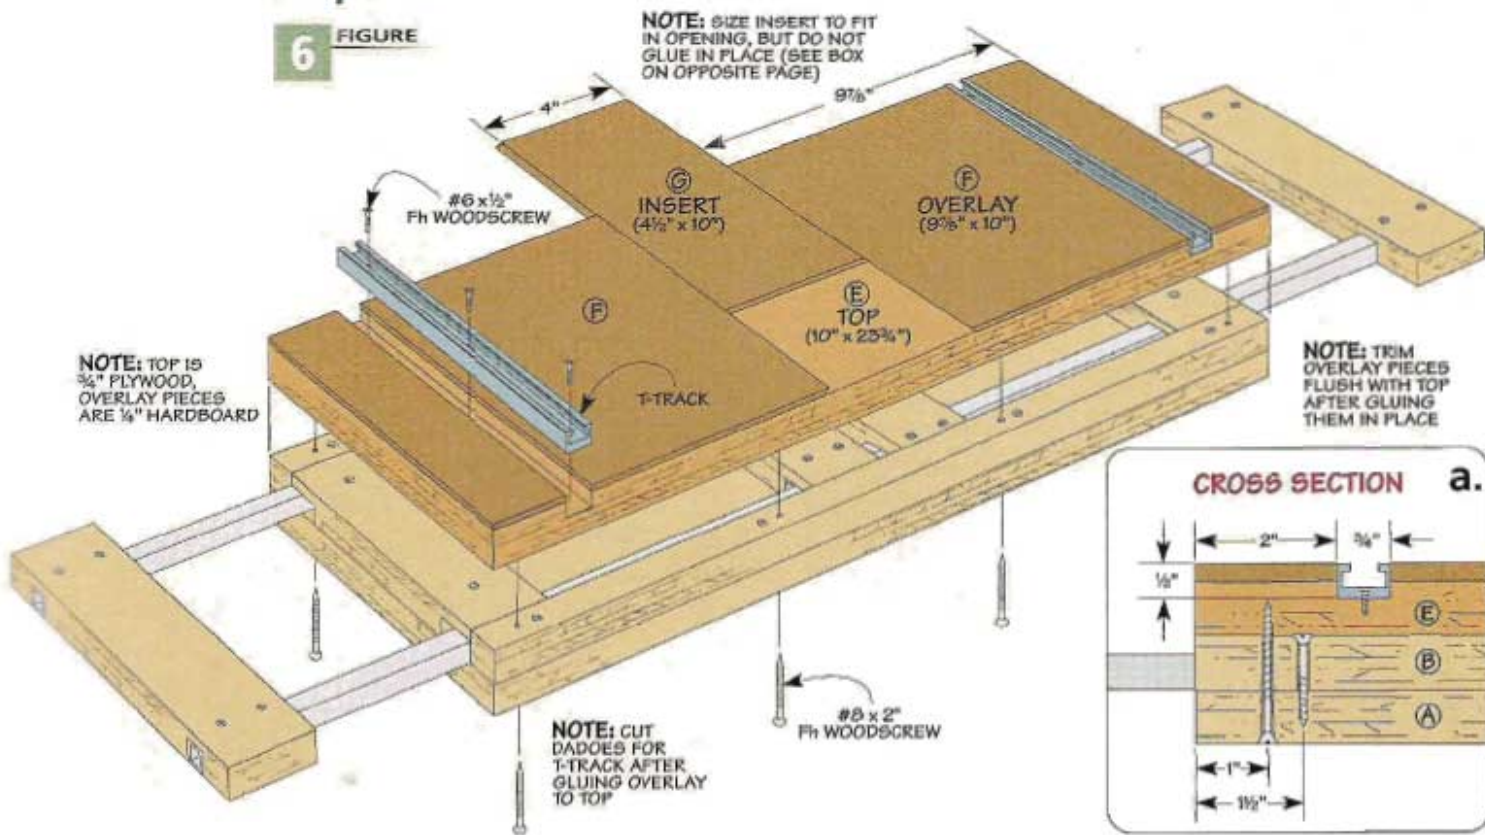 6 FIGURE
NOTE: SIZE INSERT TO FIT
IN OPENING, BUT DO NOT
GLUE IN PLACE (SEE BOX
ON OPPOSITE PAGE)
4"
9⅞"
#6 x ½"
Fh WOODSCREW
G
INSERT
(4½" x 10")
F
OVERLAY
(9⅞" x 10")
E
TOP
(10" x 23¾")
F
T-TRACK
NOTE: TOP IS
¾" PLYWOOD,
OVERLAY PIECES
ARE ¼" HARDBOARD
NOTE: TRIM
OVERLAY PIECES
FLUSH WITH TOP
AFTER GLUING
THEM IN PLACE
NOTE: CUT
DADOES FOR
T-TRACK AFTER
GLUING OVERLAY
TO TOP
#8 x 2"
Fh WOODSCREW
CROSS SECTION a.
2"
¾"
½"
E
B
A
1"
1½"